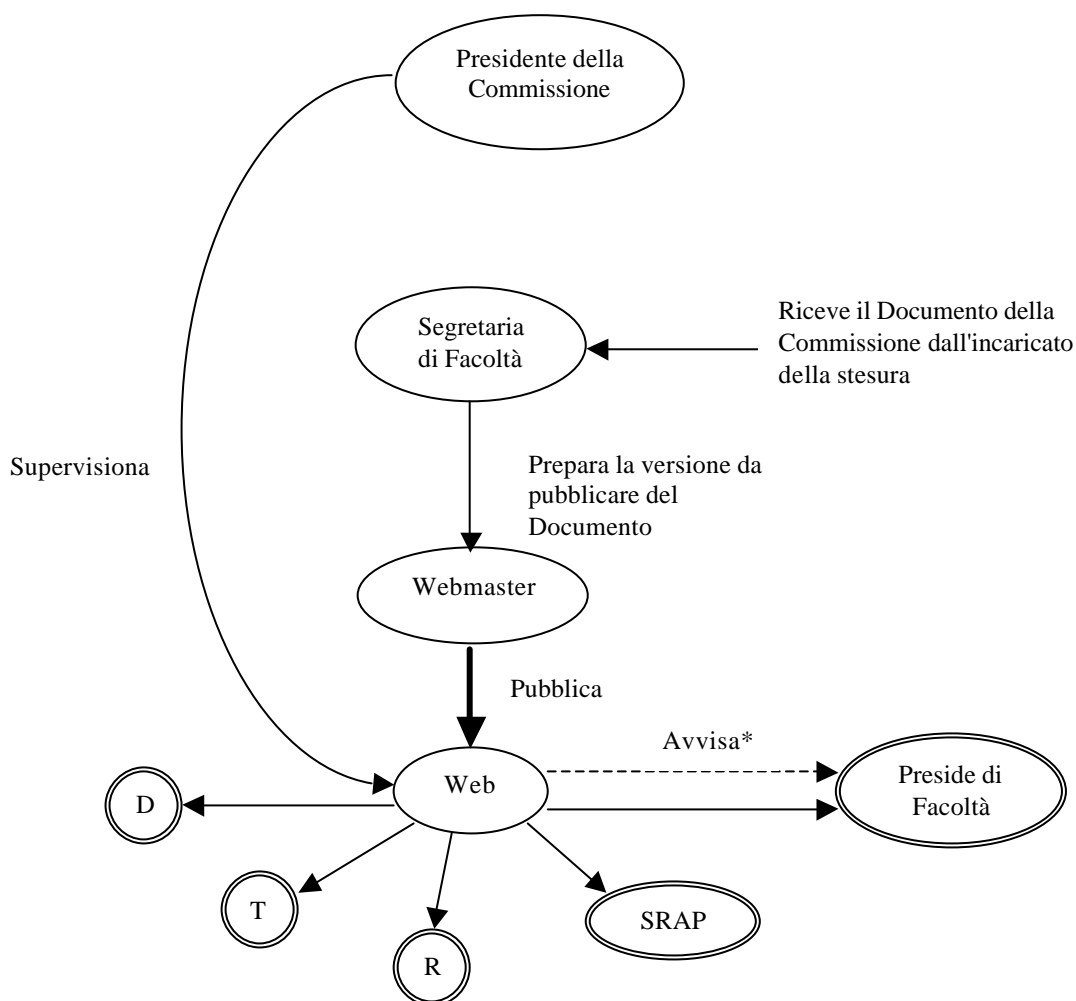 Presidente della
Commissione
Segretaria
di Facoltà
Riceve il Documento della
Commissione dall'incaricato
della stesura
Supervisiona
Prepara la versione da
pubblicare del
Documento
Webmaster
Pubblica
Avvisa*
Web
Preside di
Facoltà
D
T
R
SRAP